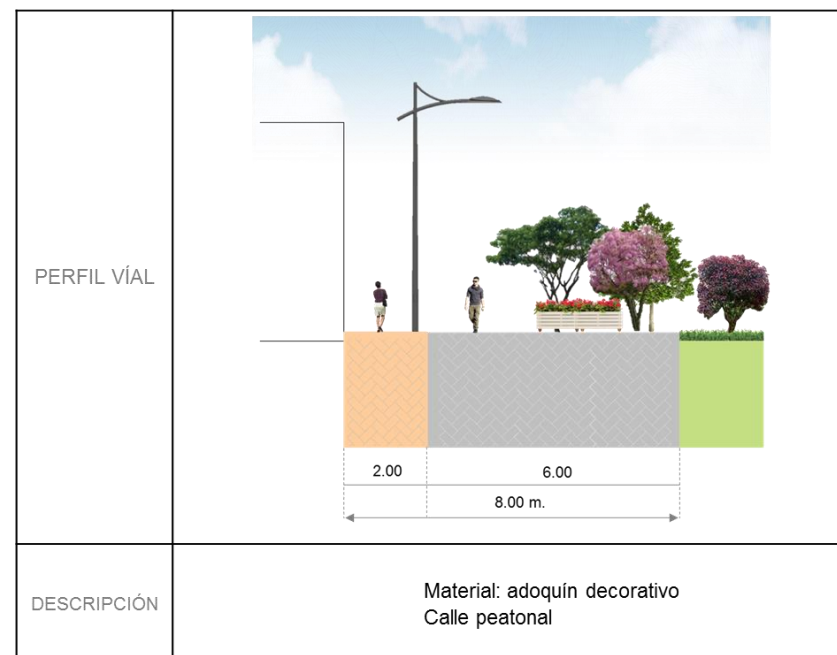 PERFIL VÍAL
2.00
6.00
8.00 m.
DESCRIPCIÓN
Material: adoquín decorativo
Calle peatonal